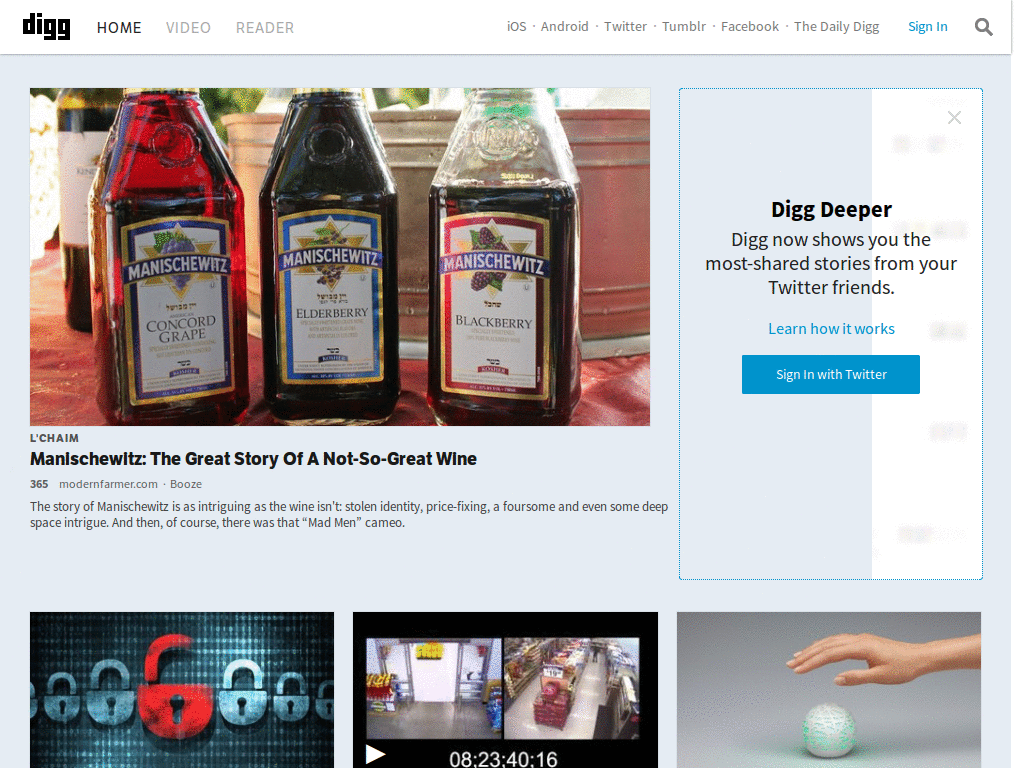 digg HOME VIDEO READER iOS · Android · Twitter · Tumblr · Facebook · The Daily Digg Sign In
MANISCHEWITZ MANISCHEWITZ MANISCHEWITZ
CONCORD GRAPE
ELDERBERRY
BLACKBERRY
KOSHER KOSHER KOSHER
L'CHAIM
Manischewitz: The Great Story Of A Not-So-Great Wine
365 modernfarmer.com · Booze
The story of Manischewitz is as intriguing as the wine isn't: stolen identity, price-fixing, a foursome and even some deep
space intrigue. And then, of course, there was that “Mad Men” cameo.
Digg Deeper
Digg now shows you the
most-shared stories from your
Twitter friends.
Learn how it works
Sign In with Twitter
08;23;40;16